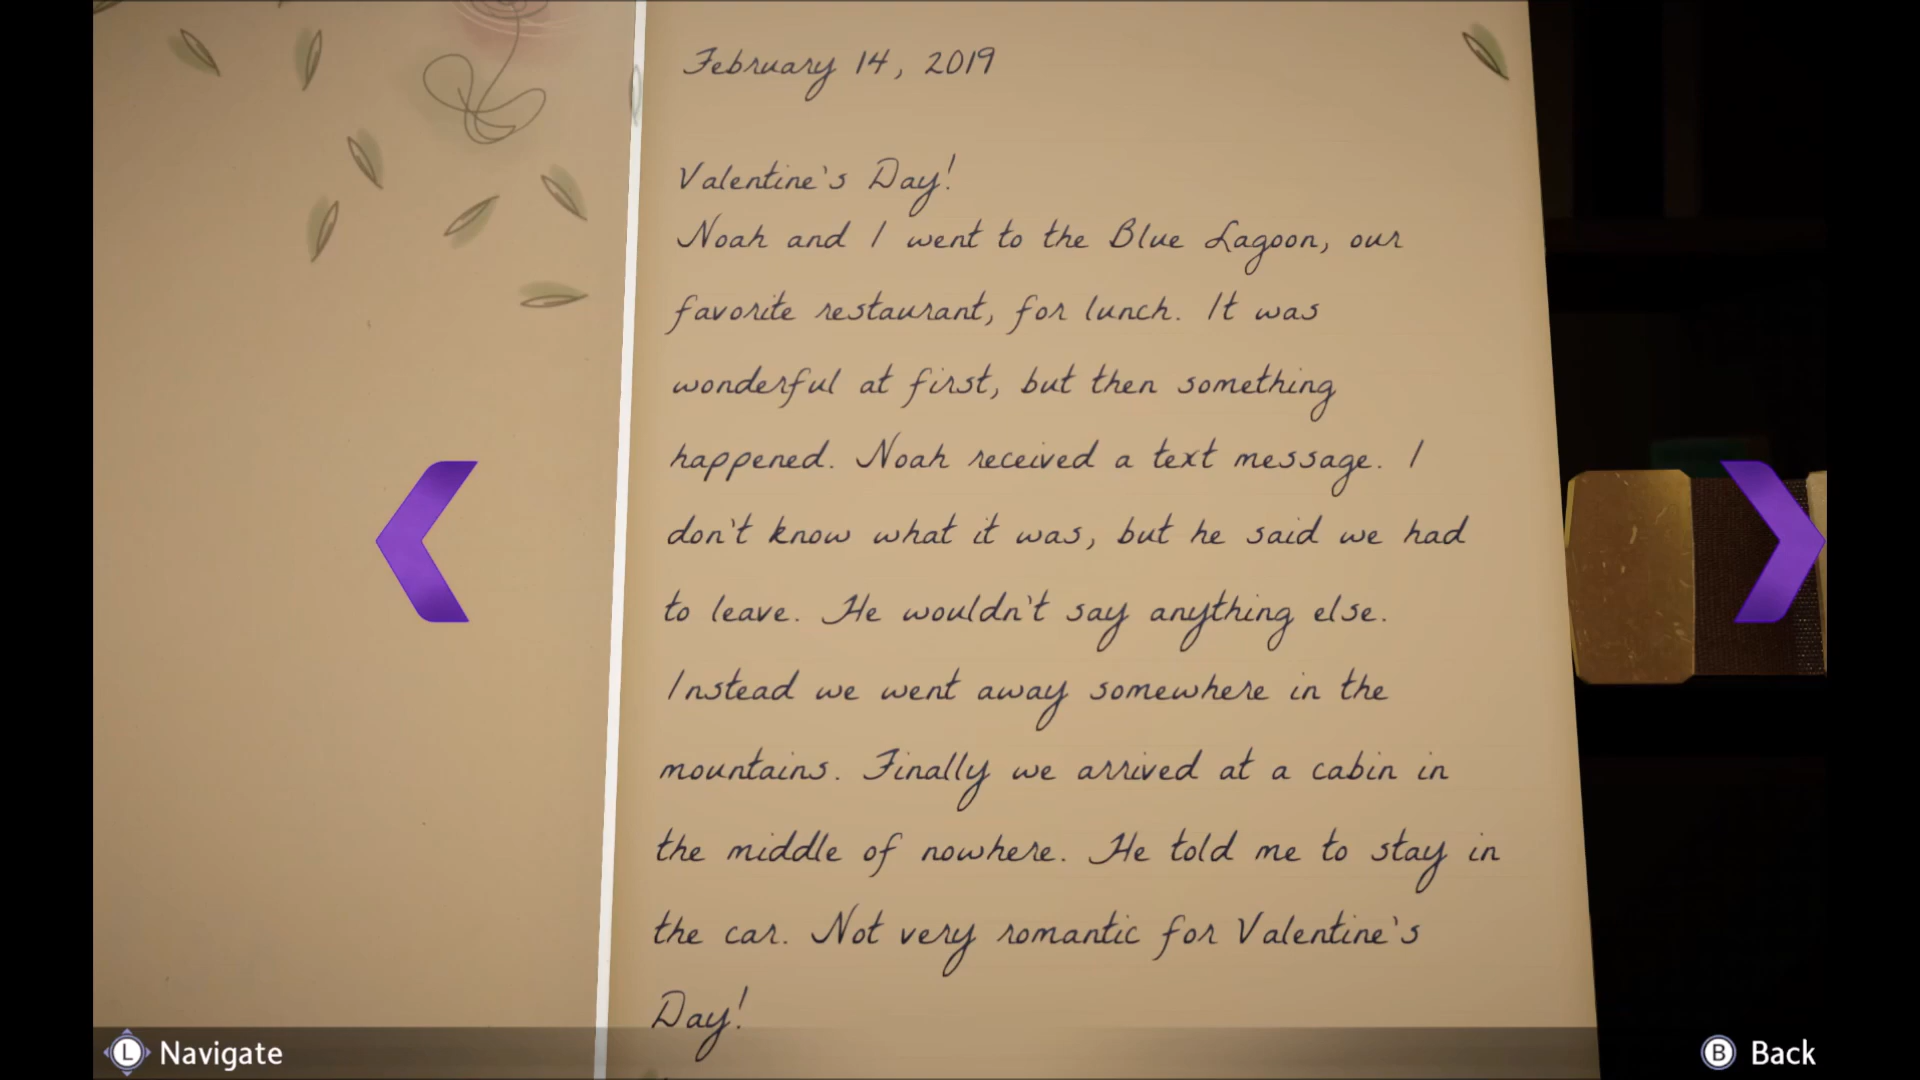 February 14, 2019
Valentine's Day!
Noah and I went to the Blue Lagoon, our
favorite restaurant, for lunch. It was
wonderful at first, but then something
happened. Noah received a text message. I
don't know what it was, but he said we had
to leave. He wouldn't say anything else.
Instead we went away somewhere in the
mountains. Finally we arrived at a cabin in
the middle of nowhere. He told me to stay in
the car. Not very romantic for Valentine's
Day!
L Navigate
B Back